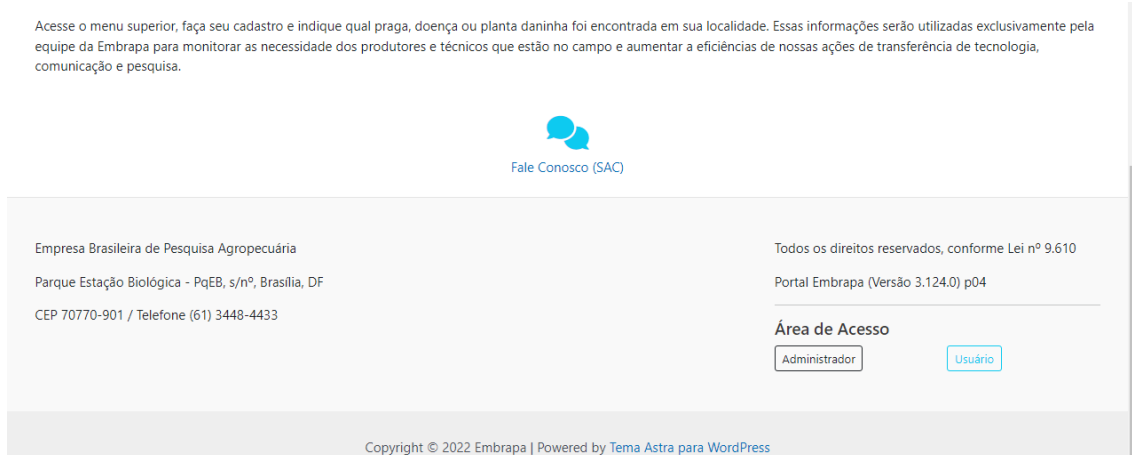 Acesse o menu superior, faça seu cadastro e indique qual praga, doença ou planta daninha foi encontrada em sua localidade. Essas informações serão utilizadas exclusivamente pela
equipe da Embrapa para monitorar as necessidade dos produtores e técnicos que estão no campo e aumentar a eficiências de nossas ações de transferência de tecnologia,
comunicação e pesquisa.
Fale Conosco (SAC)
Empresa Brasileira de Pesquisa Agropecuária
Parque Estação Biológica - PqEB, s/nº, Brasília, DF
CEP 70770-901 / Telefone (61) 3448-4433
Todos os direitos reservados, conforme Lei nº 9.610
Portal Embrapa (Versão 3.124.0) p04
Área de Acesso
Administrador
Usuário
Copyright © 2022 Embrapa | Powered by Tema Astra para WordPress